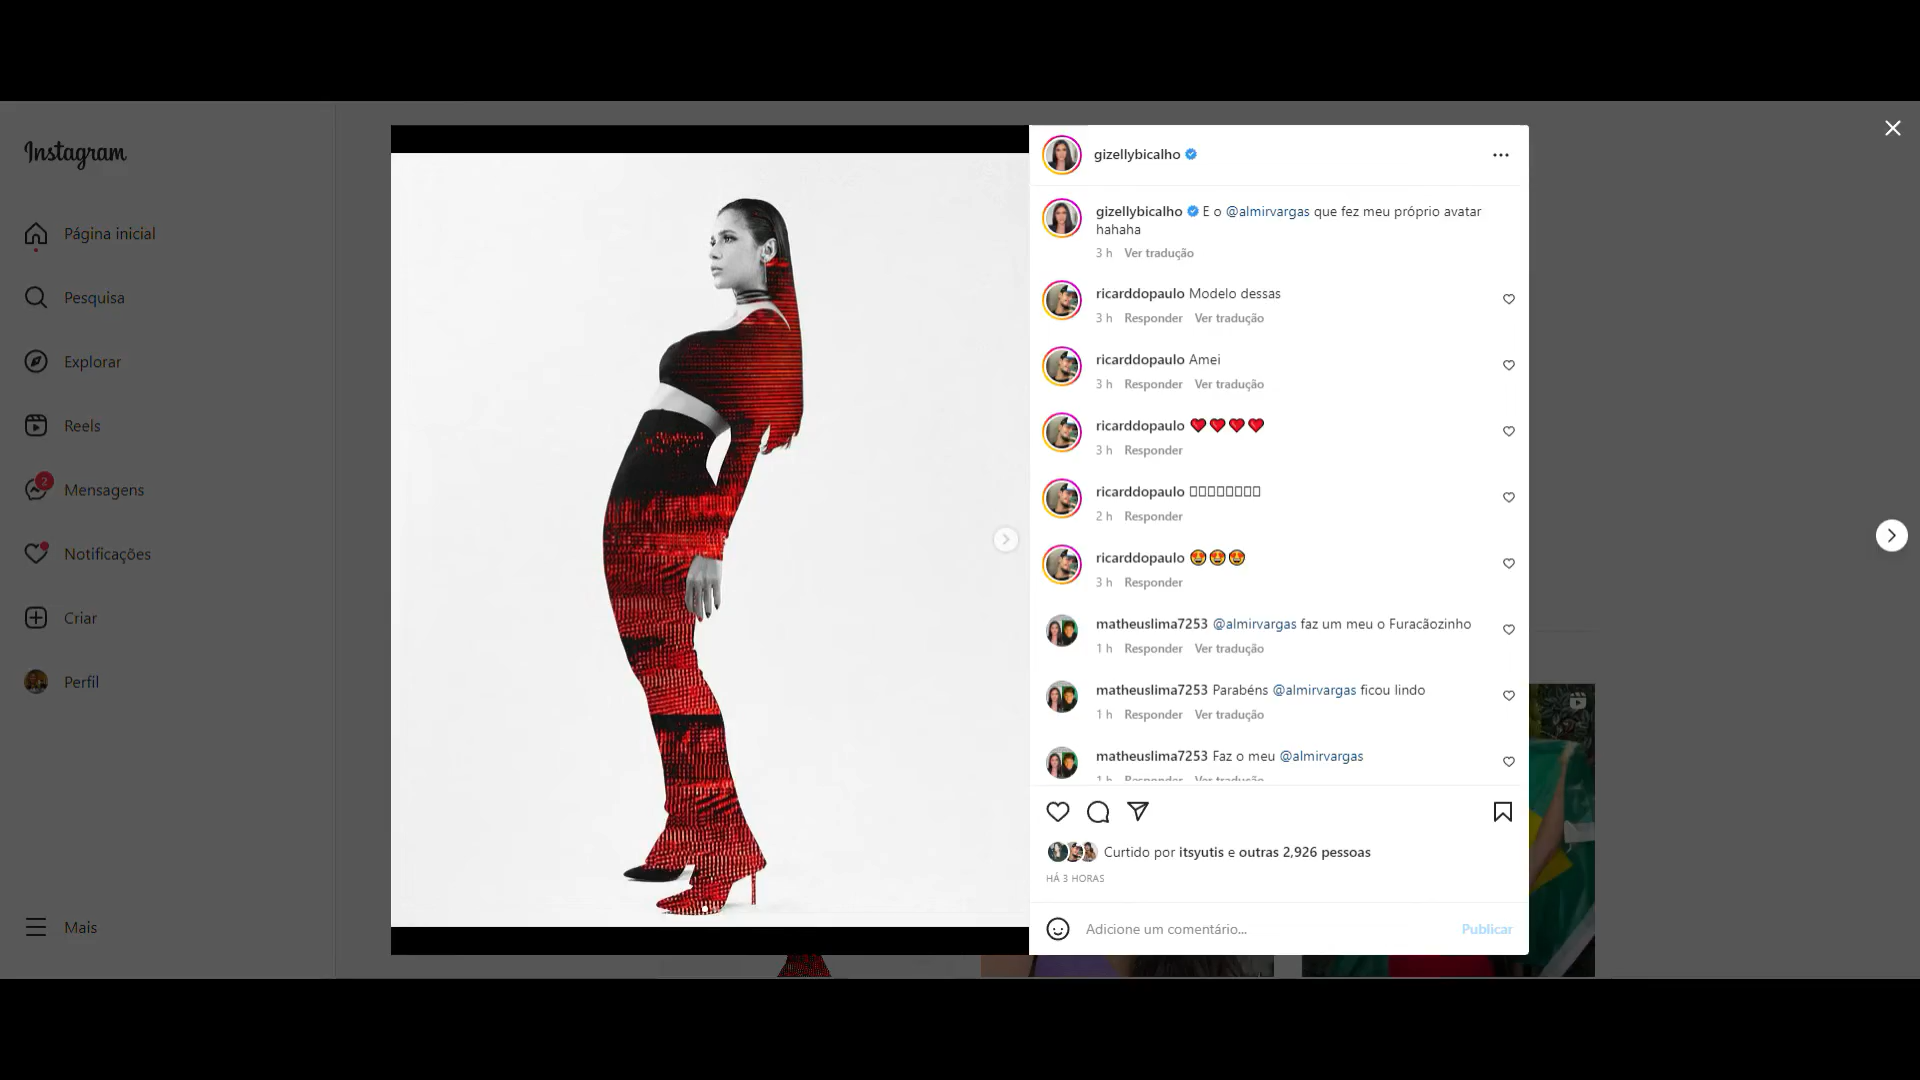 Instagram
Página inicial
Pesquisa
Explorar
Reels
2
Mensagens
Notificações
Criar
Perfil
Mais
gizellybicalho
gizellybicalho E o @almirvargas que fez meu próprio avatar
hahaha
3 h Ver tradução
ricarddopaulo Modelo dessas
3 h Responder Ver tradução
ricarddopaulo Amei
3 h Responder Ver tradução
ricarddopaulo ❤️❤️❤️❤️
3 h Responder
ricarddopaulo
2 h Responder
ricarddopaulo 😍😍😍
3 h Responder
matheuslima7253 @almirvargas faz um meu o Furacãozinho
1 h Responder Ver tradução
matheuslima7253 Parabéns @almirvargas ficou lindo
1 h Responder Ver tradução
matheuslima7253 Faz o meu @almirvargas
1 h Responder Ver tradução
Curtido por itsyutis e outras 2,926 pessoas
HÁ 3 HORAS
Adicione um comentário...
Publicar